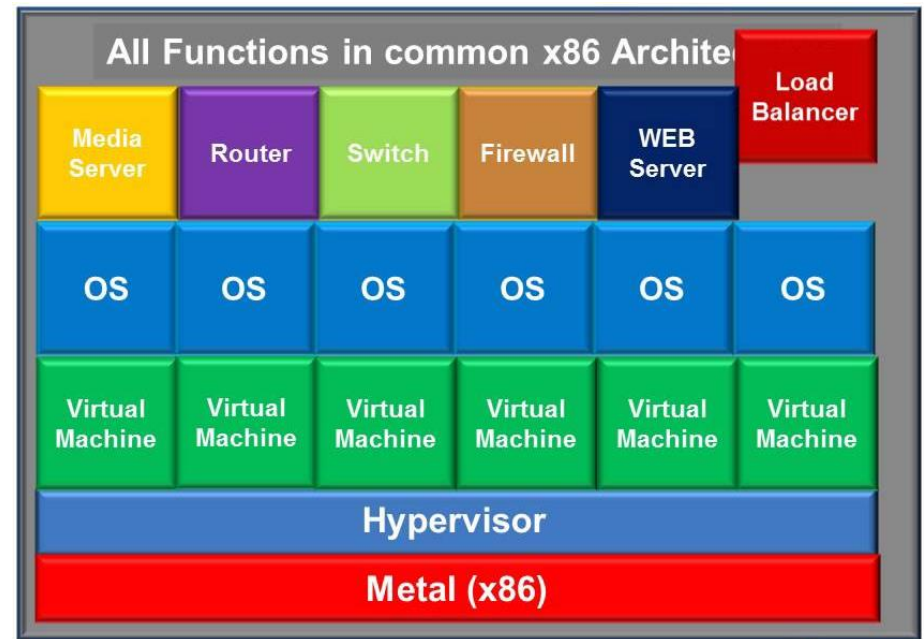 All Functions in common x86 Archite
Load
Balancer
Media
Server
Router
Switch
Firewall
WEB
Server
OS
OS
OS
OS
OS
OS
Virtual
Machine
Virtual
Machine
Virtual
Machine
Virtual
Machine
Virtual
Machine
Virtual
Machine
Hypervisor
Metal (x86)